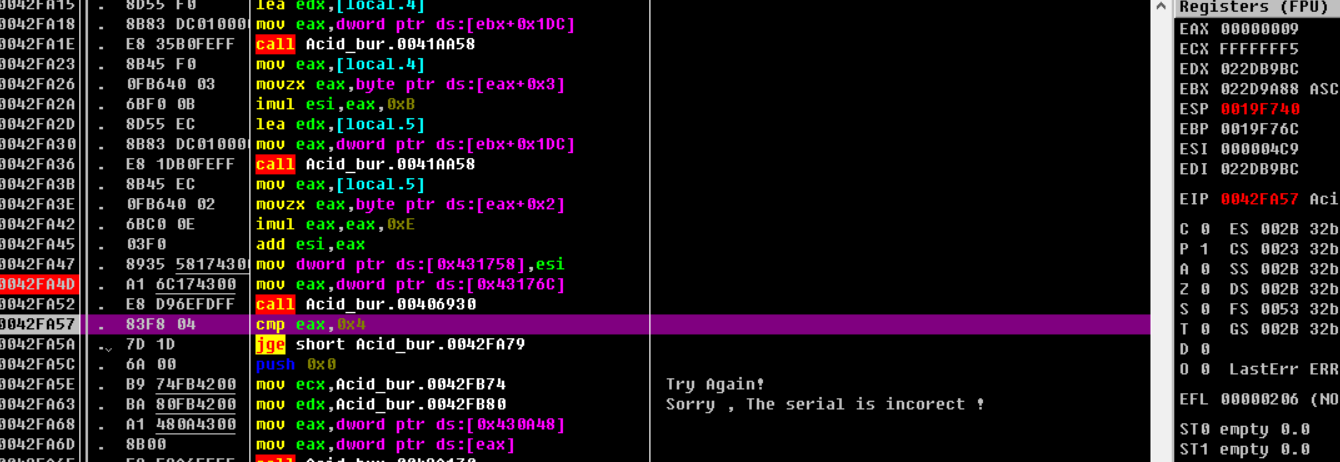 0042FA15 . 8D55 F0 lea edx,[local.4]
0042FA18 . 8B83 DC010000 mov eax,dword ptr ds:[ebx+0x1DC]
0042FA1E . E8 35B0FEFF call Acid_bur.0041AA58
0042FA23 . 8B45 F0 mov eax,[local.4]
0042FA26 . 0FB640 03 movzx eax,byte ptr ds:[eax+0x3]
0042FA2A . 6BF0 0B imul esi,eax,0xB
0042FA2D . 8D55 EC lea edx,[local.5]
0042FA30 . 8B83 DC010000 mov eax,dword ptr ds:[ebx+0x1DC]
0042FA36 . E8 1DB0FEFF call Acid_bur.0041AA58
0042FA3B . 8B45 EC mov eax,[local.5]
0042FA3E . 0FB640 02 movzx eax,byte ptr ds:[eax+0x2]
0042FA42 . 6BC0 0E imul eax,eax,0xE
0042FA45 . 03F0 add esi,eax
0042FA47 . 8935 58174300 mov dword ptr ds:[0x431758],esi
0042FA4D . A1 6C174300 mov eax,dword ptr ds:[0x43176C]
0042FA52 . E8 D96EFDFF call Acid_bur.00406930
0042FA57 . 83F8 04 cmp eax,0x4
0042FA5A . 7D 1D jge short Acid_bur.0042FA79
0042FA5C . 6A 00 push 0x0
0042FA5E . B9 74FB4200 mov ecx,Acid_bur.0042FB74 Try Again!
0042FA63 . BA 80FB4200 mov edx,Acid_bur.0042FB80 Sorry , The serial is incorect !
0042FA68 . A1 480A4300 mov eax,dword ptr ds:[0x430A48]
0042FA6D . 8B00 mov eax,dword ptr ds:[eax]
Registers (FPU)
EAX 00000009
ECX FFFFFFF5
EDX 022DB9BC
EBX 022D9A88 ASC
ESP 0019F740
EBP 0019F76C
ESI 000004C9
EDI 022DB9BC
EIP 0042FA57 Aci
C 0 ES 002B 32b
P 1 CS 0023 32b
A 0 SS 002B 32b
Z 0 DS 002B 32b
S 0 FS 0053 32b
T 0 GS 002B 32b
D 0
O 0 LastErr ERR
EFL 00000206 (NO
ST0 empty 0.0
ST1 empty 0.0